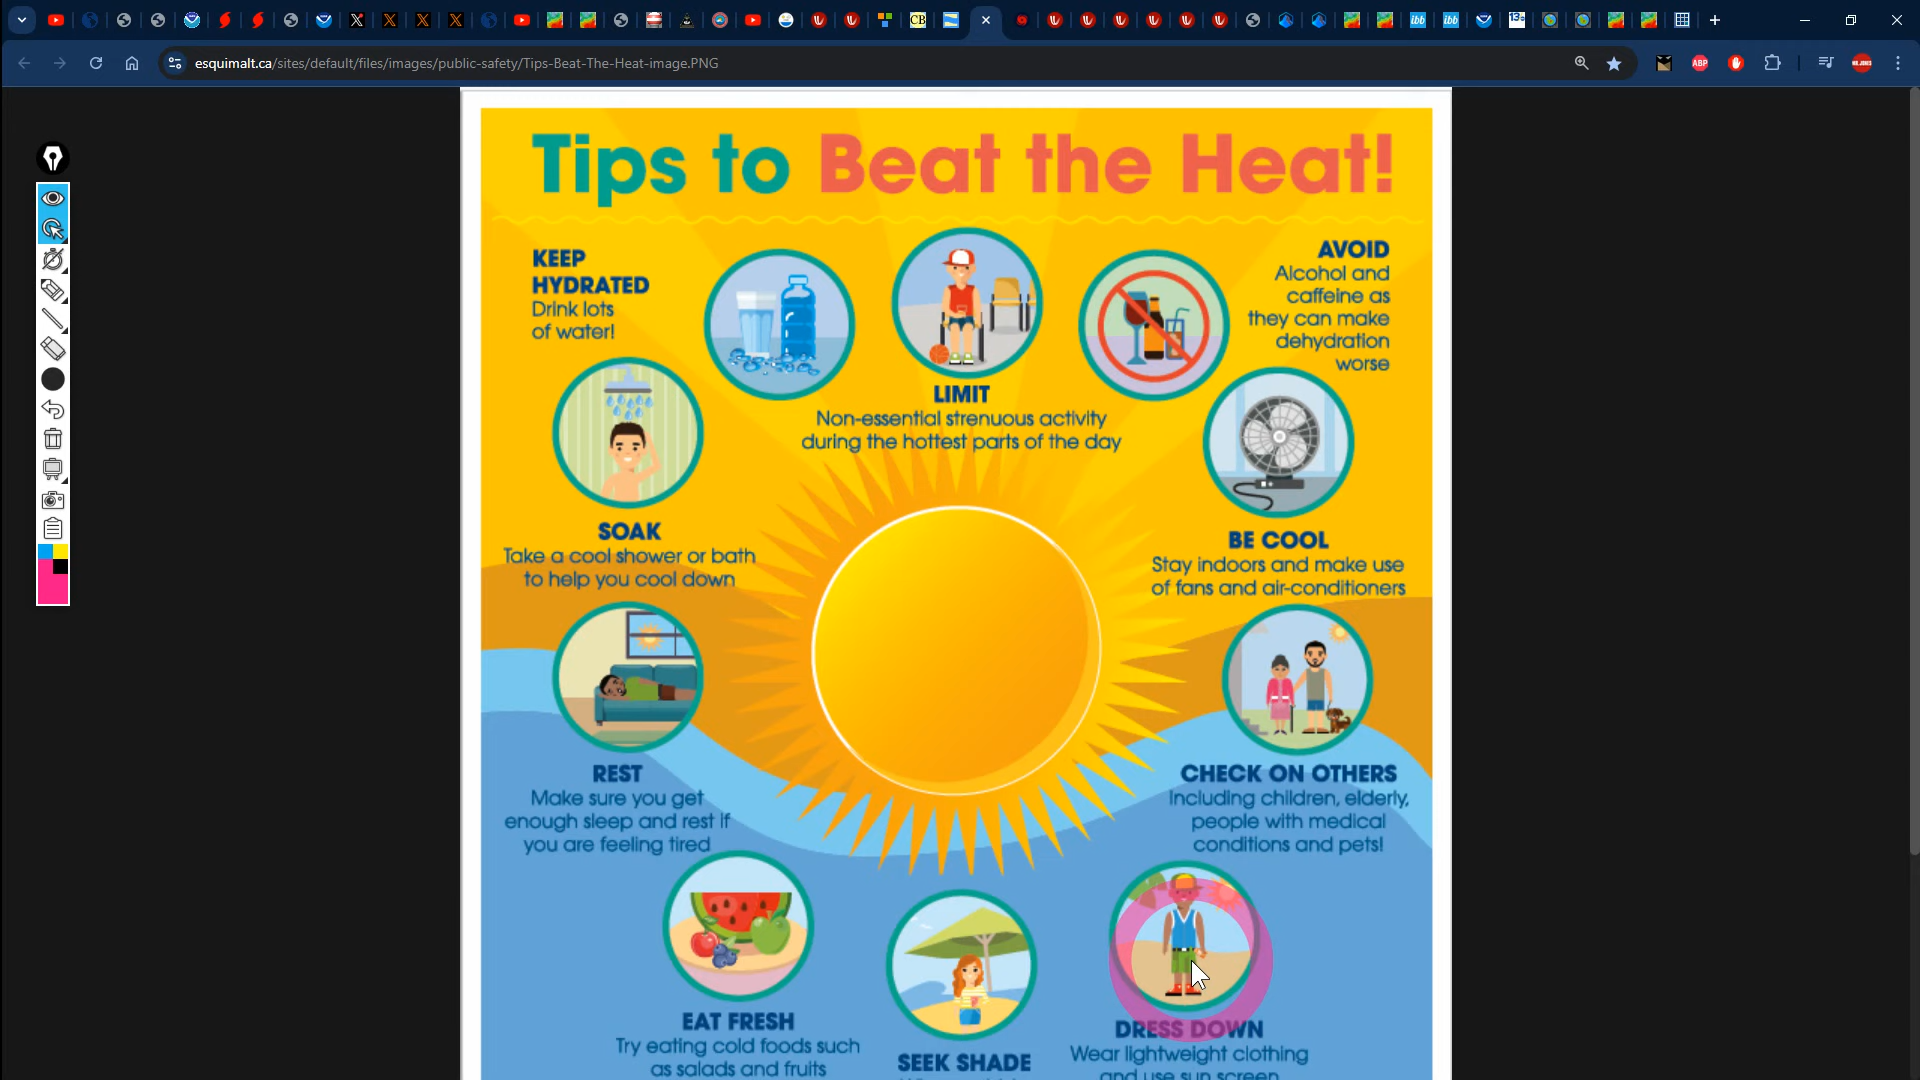 esquimalt.ca/sites/default/files/images/public-safety/Tips-Beat-The-Heat-image.PNG
Tips to Beat the Heat!
KEEP
HYDRATED
Drink lots
of water!
LIMIT
Non-essential strenuous activity
during the hottest parts of the day
AVOID
Alcohol and
caffeine as
they can make
dehydration
worse
SOAK
Take a cool shower or bath
to help you cool down
BE COOL
Stay indoors and make use
of fans and air-conditioners
REST
Make sure you get
enough sleep and rest if
you are feeling tired
CHECK ON OTHERS
Including children, elderly,
people with medical
conditions and pets!
EAT FRESH
Try eating cold foods such
as salads and fruits
SEEK SHADE
DRESS DOWN
Wear lightweight clothing
and use sun screen